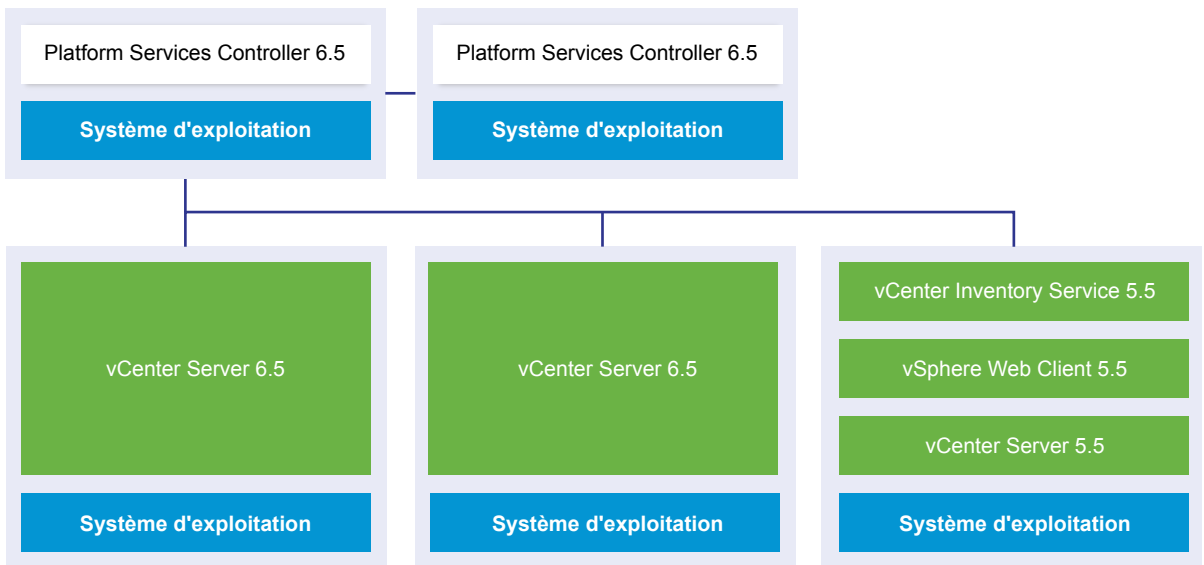 Platform Services Controller 6.5
Platform Services Controller 6.5
Système d'exploitation
Système d'exploitation
vCenter Server 6.5
vCenter Server 6.5
vCenter Inventory Service 5.5
vSphere Web Client 5.5
vCenter Server 5.5
Système d'exploitation
Système d'exploitation
Système d'exploitation